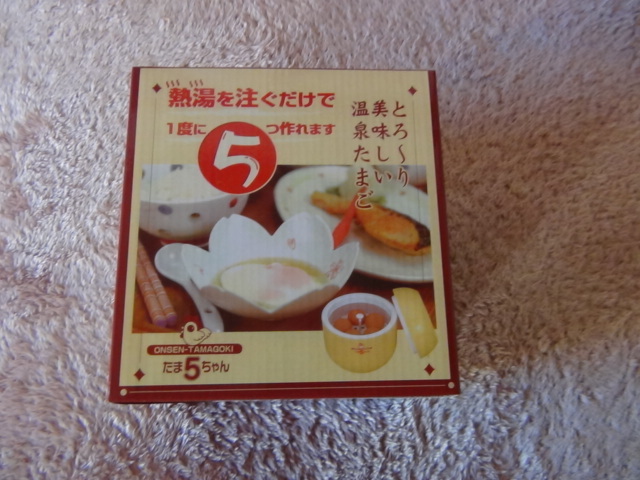 熱湯を注ぐだけで
1度に5つ作れます
とろ〜り
美味しい
温泉たまご
ONSEN-TAMAGOKI
たま5ちゃん